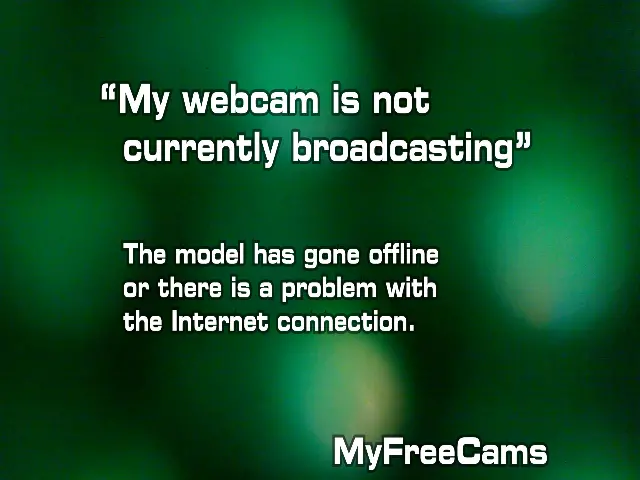 “My webcam is not
currently broadcasting”
The model has gone offline
or there is a problem with
the Internet connection.
MyFreeCams